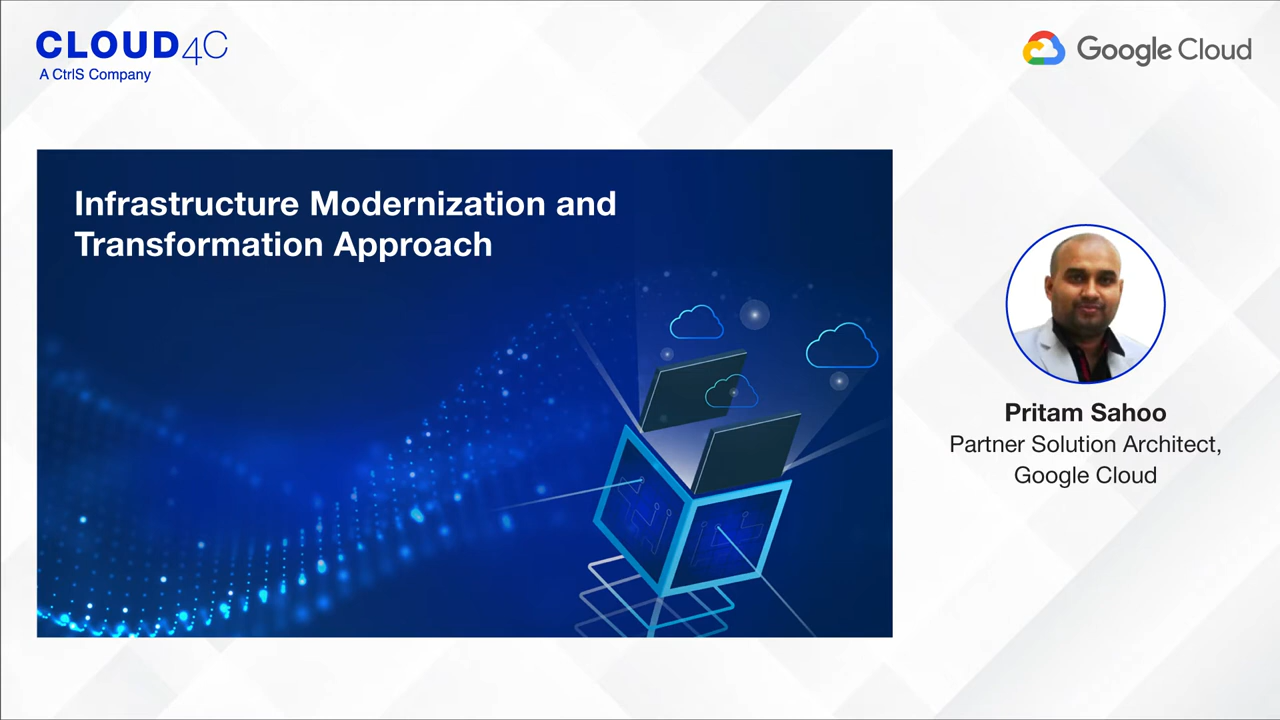 CLOUD4C
A CtrlS Company
Google Cloud
Infrastructure Modernization and
Transformation Approach
Pritam Sahoo
Partner Solution Architect,
Google Cloud